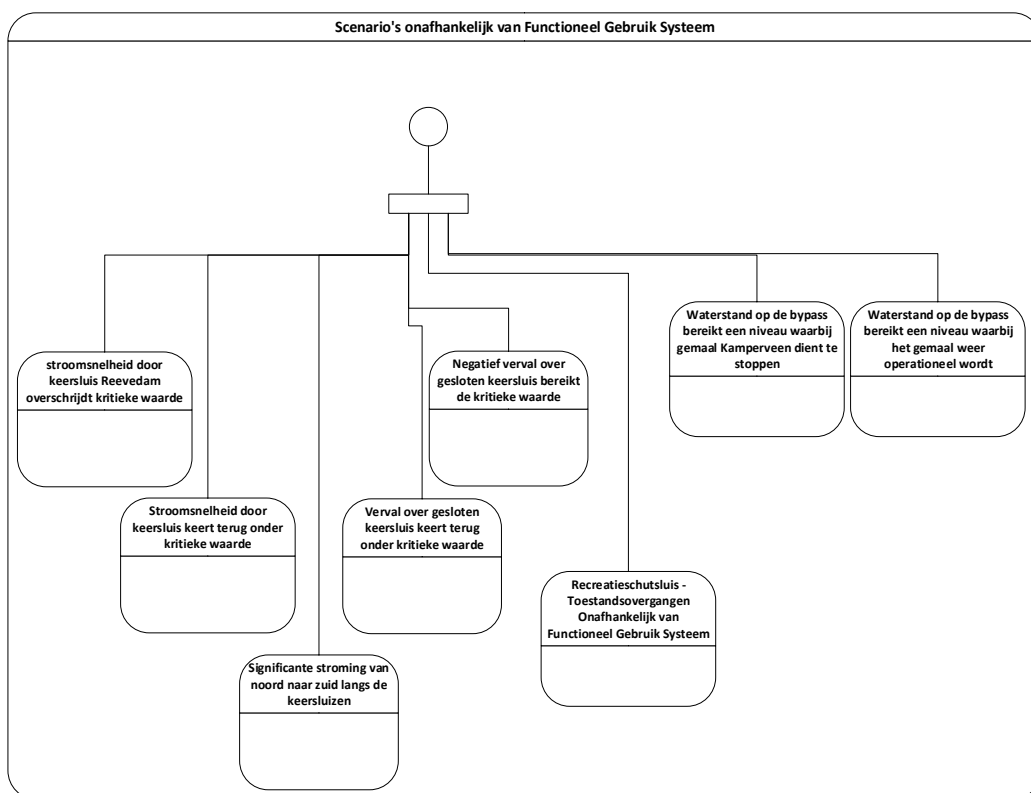 Scenario's onafhankelijk van Functioneel Gebruik Systeem
stroomsnelheid door
keersluis Reevedam
overschrijdt kritieke waarde
Stroomsnelheid door
keersluis keert terug onder
kritieke waarde
Significante stroming van
noord naar zuid langs de
keersluizen
Negatief verval over
gesloten keersluis bereikt
de kritieke waarde
Verval over gesloten
keersluis keert terug
onder kritieke waarde
Recreatieschutsluis -
Toestandsovergangen
Onafhankelijk van
Functioneel Gebruik Systeem
Waterstand op de bypass
bereikt een niveau waarbij
gemaal Kamperveen dient te
stoppen
Waterstand op de bypass
bereikt een niveau waarbij
het gemaal weer
operationeel wordt